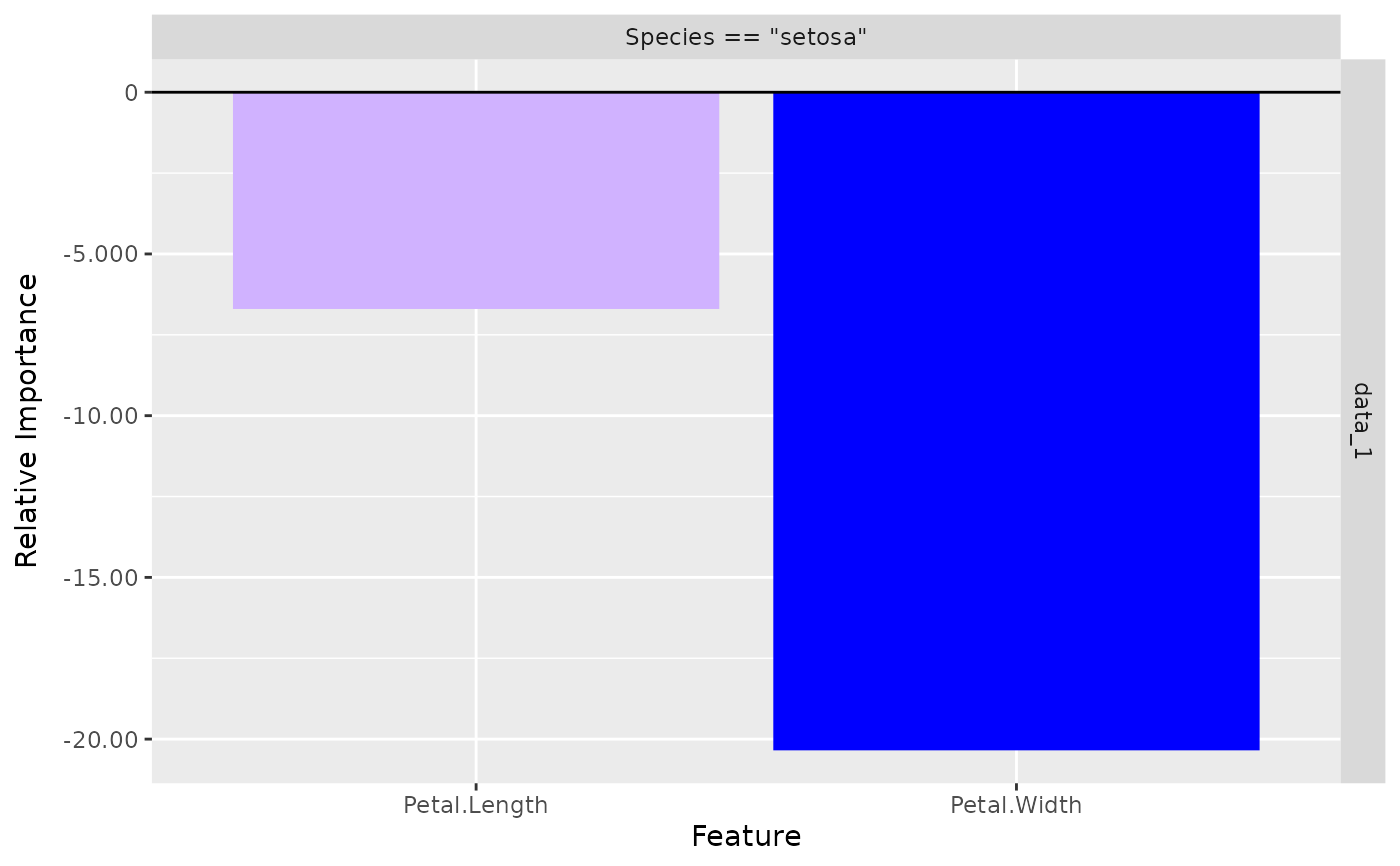 Species == "setosa"
0
-5.000
-10.00
-15.00
-20.00
Relative Importance
data_1
Petal.Length
Petal.Width
Feature